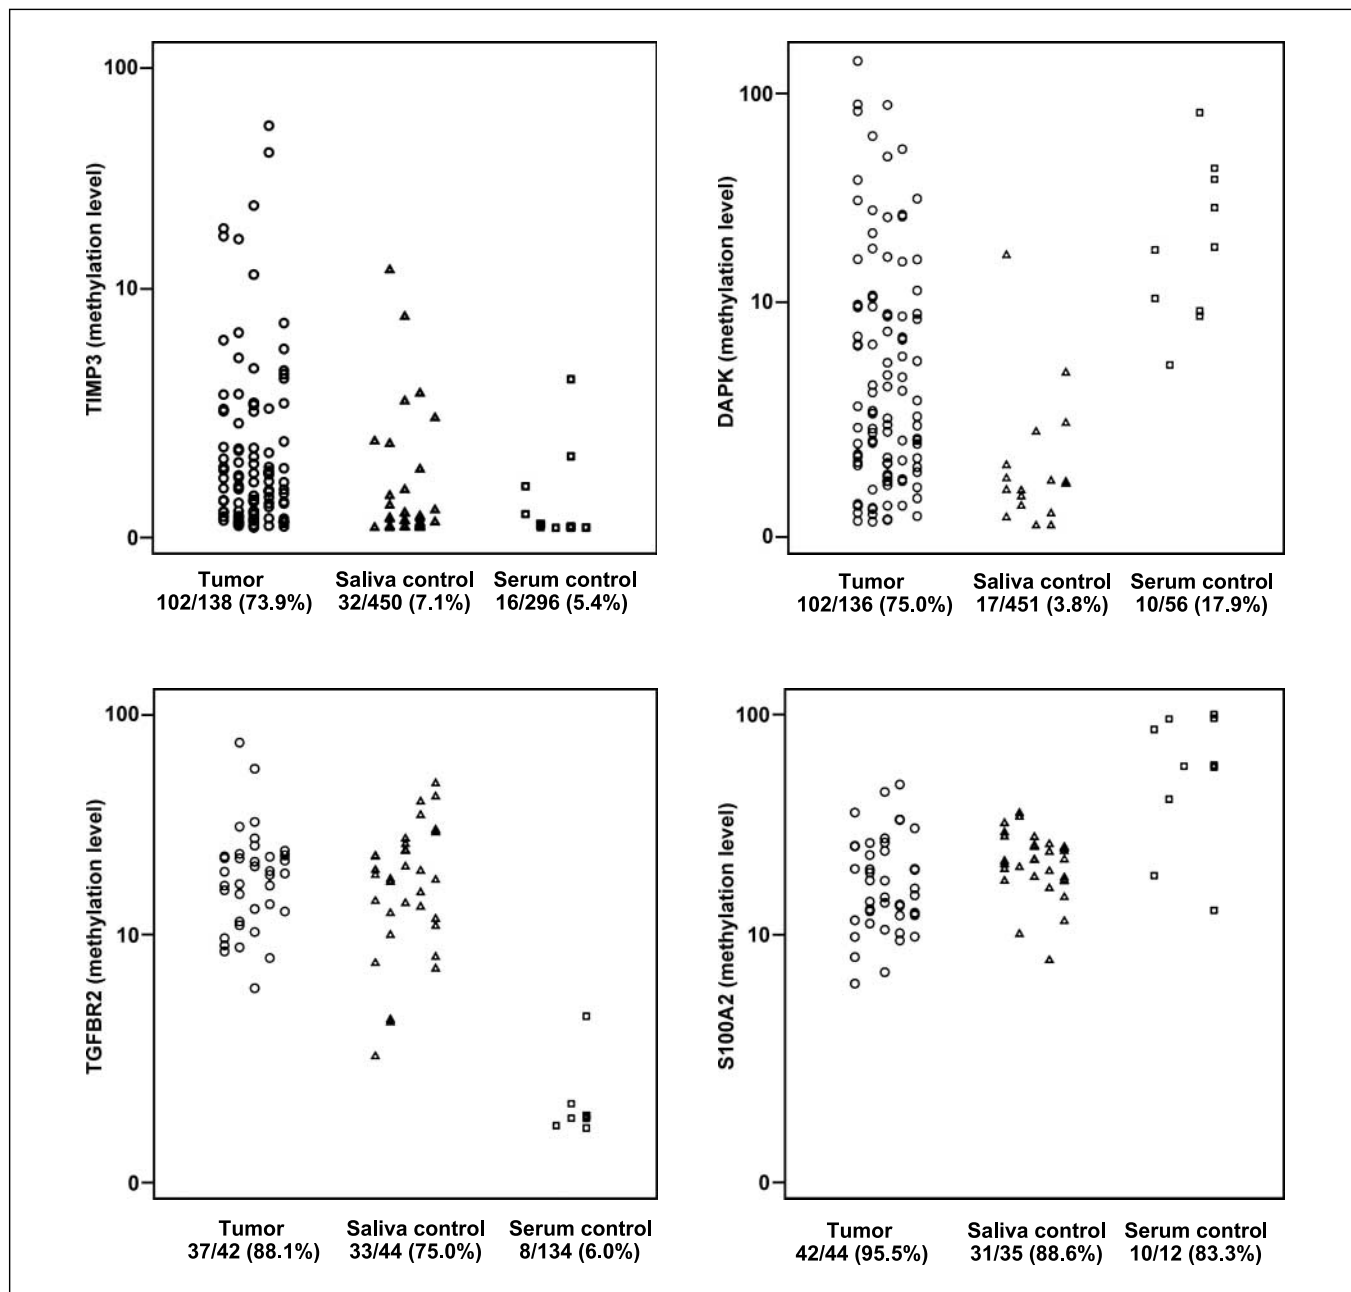 TIMP3 (methylation level)
100
10
0
Tumor Saliva control Serum control
102/138 (73.9%) 32/450 (7.1%) 16/296 (5.4%)
DAPK (methylation level)
100
10
0
Tumor Saliva control Serum control
102/136 (75.0%) 17/451 (3.8%) 10/56 (17.9%)
TGFBR2 (methylation level)
100
10
0
Tumor Saliva control Serum control
37/42 (88.1%) 33/44 (75.0%) 8/134 (6.0%)
S100A2 (methylation level)
100
10
0
Tumor Saliva control Serum control
42/44 (95.5%) 31/35 (88.6%) 10/12 (83.3%)